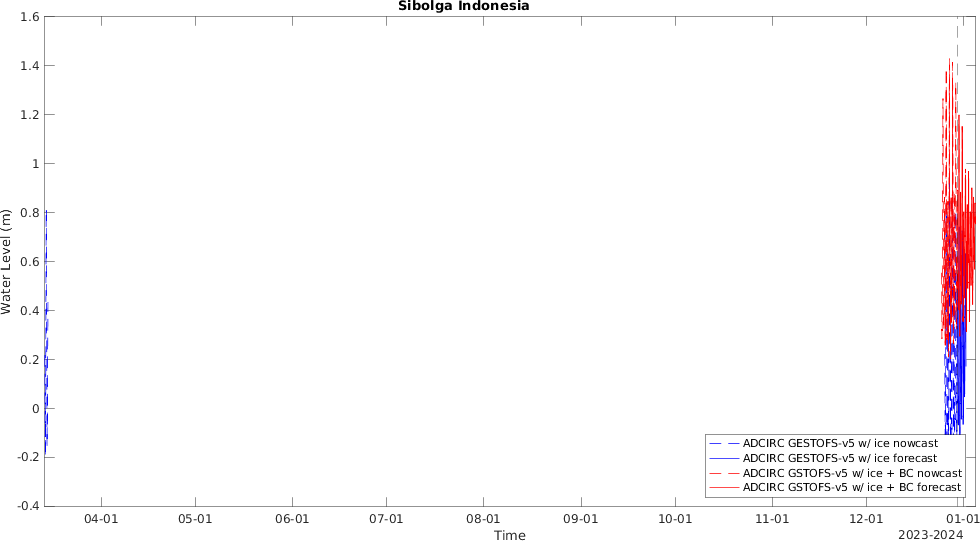 Sibolga Indonesia
1.6
1.4
1.2
1
0.8
0.6
0.4
0.2
0
-0.2
-0.4
Water Level (m)
ADCIRC GESTOFS-v5 w/ ice nowcast
ADCIRC GESTOFS-v5 w/ ice forecast
ADCIRC GSTOFS-v5 w/ ice + BC nowcast
ADCIRC GSTOFS-v5 w/ ice + BC forecast
04-01 05-01 06-01 07-01 08-01 09-01 10-01 11-01 12-01 01-01
Time
2023-2024